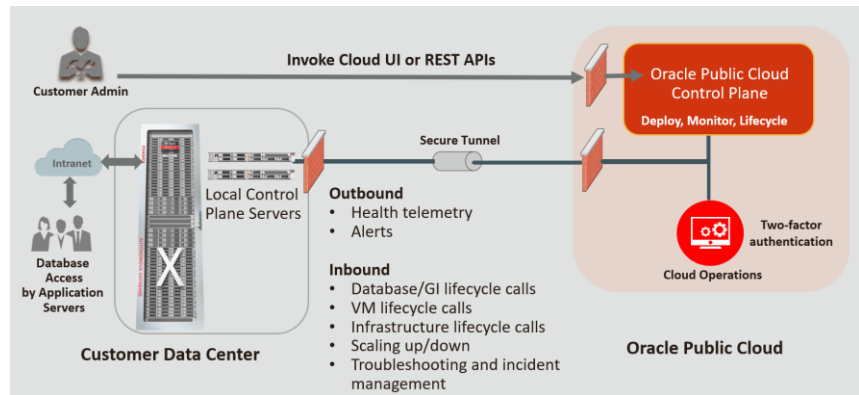 Invoke Cloud UI or REST APIs
Customer Admin
Oracle Public Cloud
Control Plane
Deploy, Monitor, Lifecycle
Intranet
Local Control
Plane Servers
Secure Tunnel
Outbound
• Health telemetry
• Alerts
Two-factor
authentication
Cloud Operations
Database
Access
by Application
Servers
X
Inbound
• Database/GI lifecycle calls
• VM lifecycle calls
• Infrastructure lifecycle calls
• Scaling up/down
• Troubleshooting and incident
management
Customer Data Center
Oracle Public Cloud